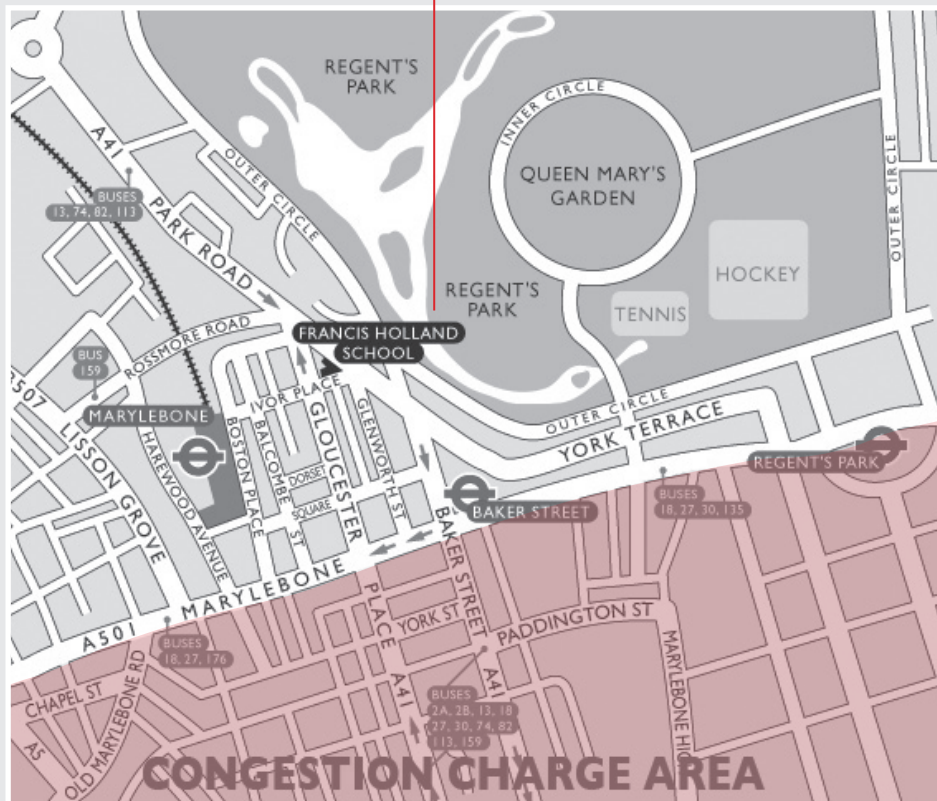 REGENT'S
PARK
INNER CIRCLE
QUEEN MARY'S
GARDEN
OUTER CIRCLE
OUTER CIRCLE
A41
BUSES
13, 74, 82, 113
PARK ROAD
HOCKEY
REGENT'S
PARK
TENNIS
ROSSMORE ROAD
FRANCIS HOLLAND
SCHOOL
BUS
159
IVOR PLACE
MARYLEBONE
LISSON GROVE
HAREWOOD AVENUE
BOSTON PLACE
BALCOMBE ST
DORSET
SQUARE
GLOUCESTER
PLACE
GLENWORTH ST
OUTER CIRCLE
YORK TERRACE
REGENT'S PARK
BUSES
18, 27, 30, 135
BAKER STREET
BAKER STREET
A501
MARYLEBONE
BUSES
18, 27, 176
YORK ST
PADDINGTON ST
MARYLEBONE HIGH
CHAPEL ST
OLD MARYLEBONE RD
A5
A41
A41
BUSES
2A, 2B, 13, 18
27, 30, 74, 82
113, 159
CONGESTION CHARGE AREA